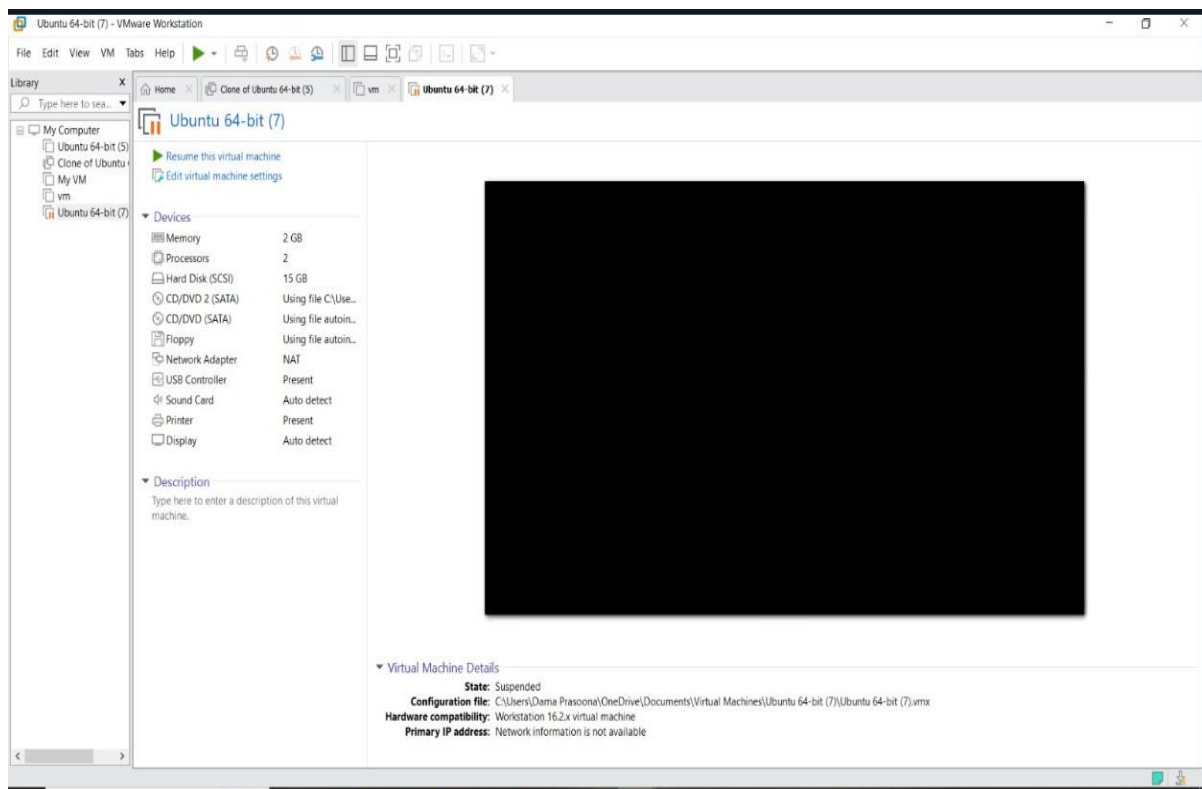 Ubuntu 64-bit (7) - VMware Workstation
File Edit View VM Tabs Help
Library X
Type here to sea...
My Computer
Ubuntu 64-bit (5)
Clone of Ubuntu
My VM
vm
Ubuntu 64-bit (7)
Home Clone of Ubuntu 64-bit (5) vm Ubuntu 64-bit (7)
Ubuntu 64-bit (7)
Resume this virtual machine
Edit virtual machine settings
Devices
Memory 2 GB
Processors 2
Hard Disk (SCSI) 15 GB
CD/DVD 2 (SATA) Using file C:\Use...
CD/DVD (SATA) Using file autoin...
Floppy Using file autoin...
Network Adapter NAT
USB Controller Present
Sound Card Auto detect
Printer Present
Display Auto detect
Description
Type here to enter a description of this virtual
machine.
Virtual Machine Details
State: Suspended
Configuration file: C:\Users\Dama Prasoona\OneDrive\Documents\Virtual Machines\Ubuntu 64-bit (7)\Ubuntu 64-bit (7).vmx
Hardware compatibility: Workstation 16.2.x virtual machine
Primary IP address: Network information is not available